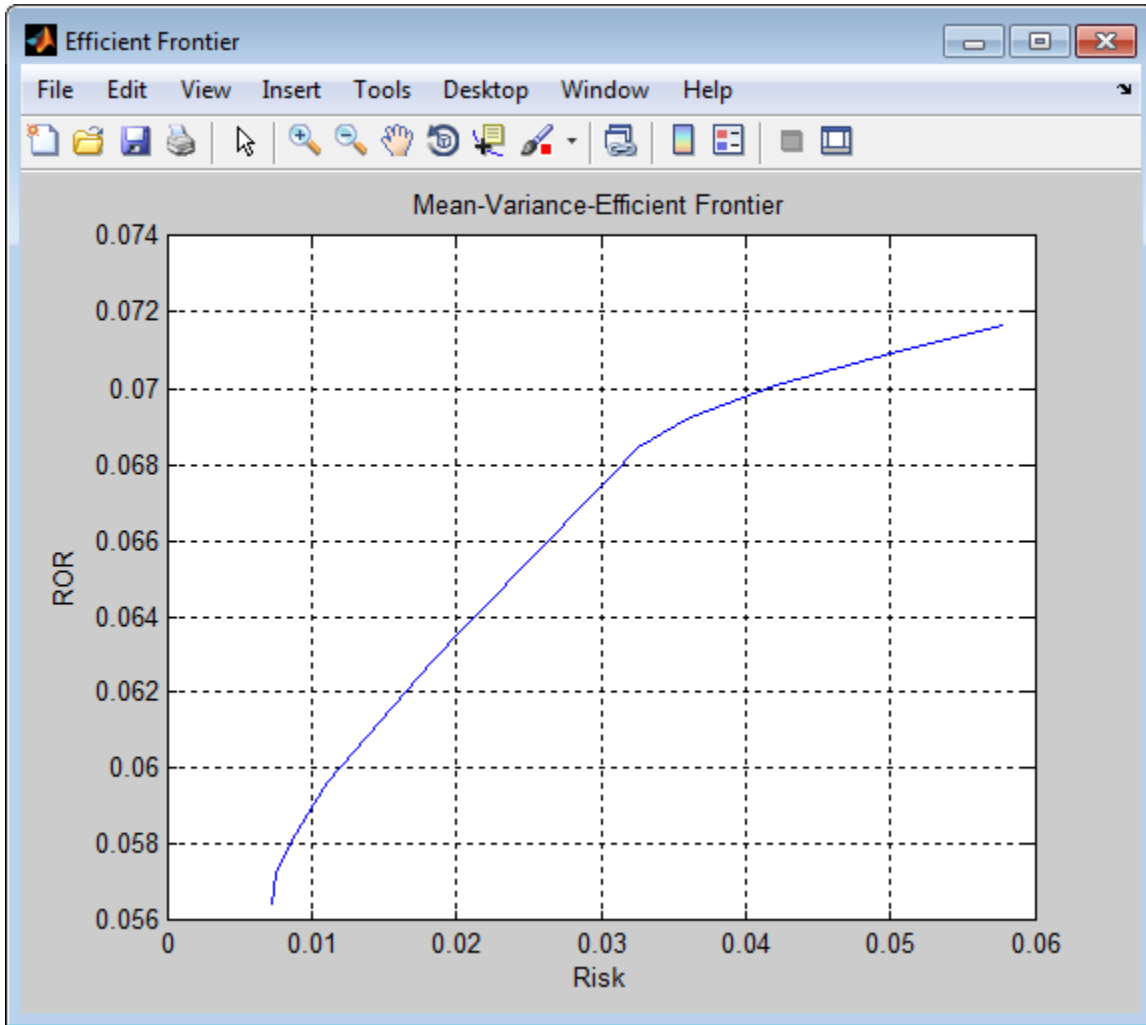 Efficient Frontier
File Edit View Insert Tools Desktop Window Help
Mean-Variance-Efficient Frontier
0.074
0.072
0.07
0.068
0.066
0.064
0.062
0.06
0.058
0.056
ROR
0 0.01 0.02 0.03 0.04 0.05 0.06
Risk